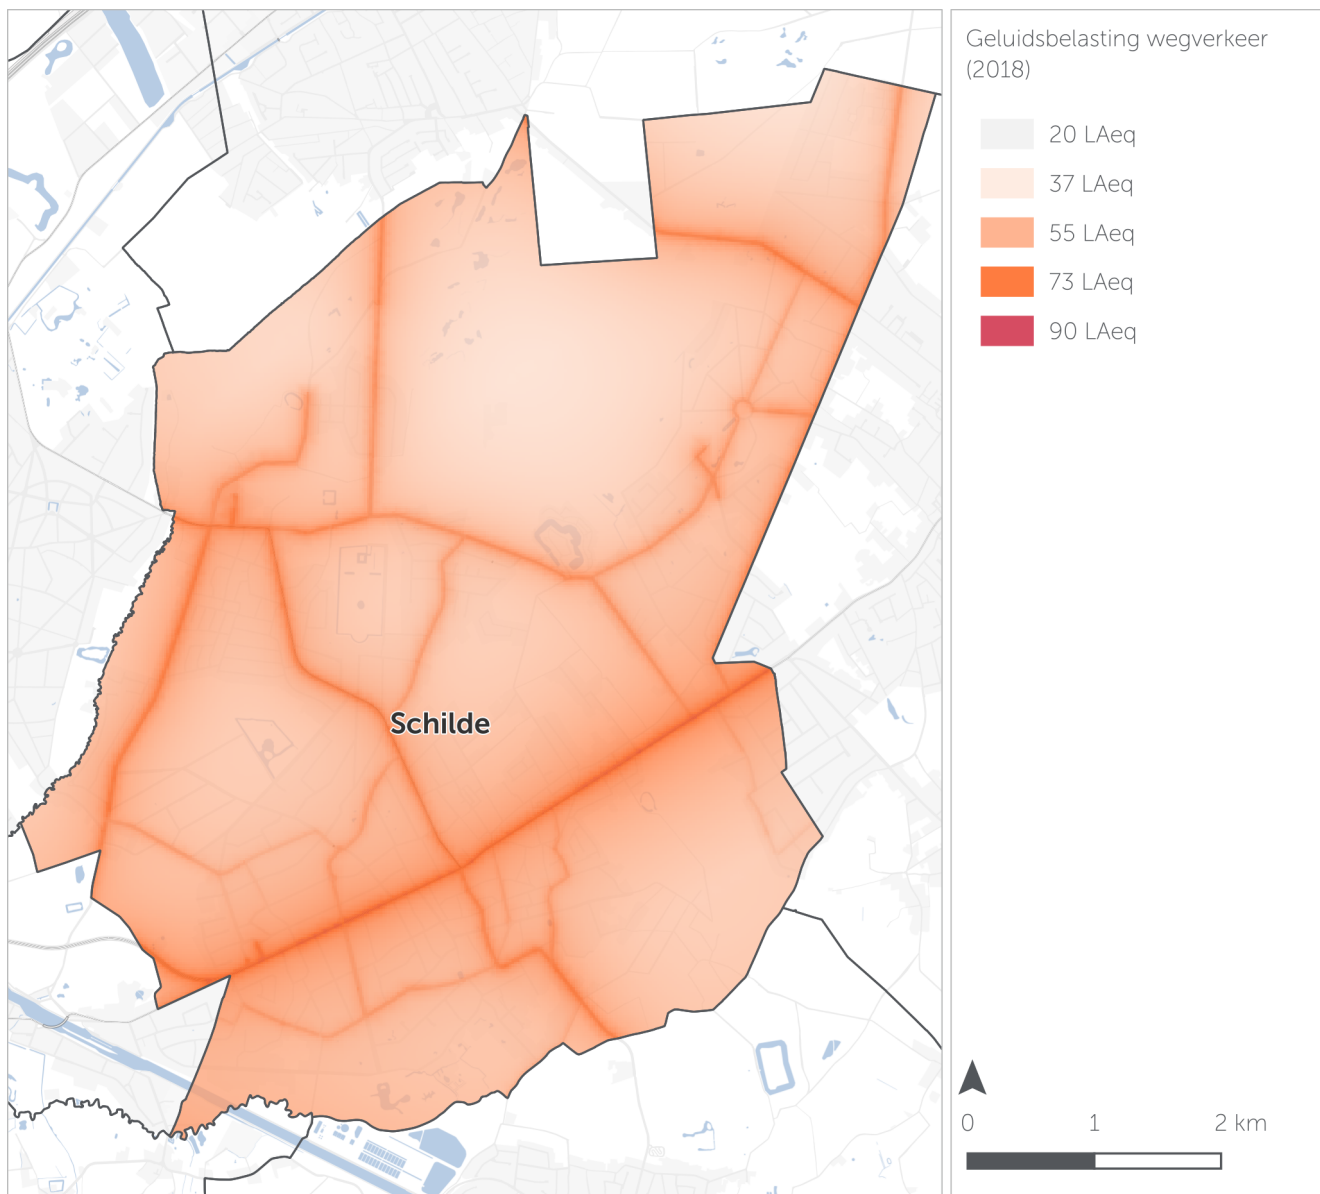 Geluidsbelasting wegverkeer
(2018)
20 LAeq
37 LAeq
55 LAeq
73 LAeq
90 LAeq
Schilde
0 1 2 km